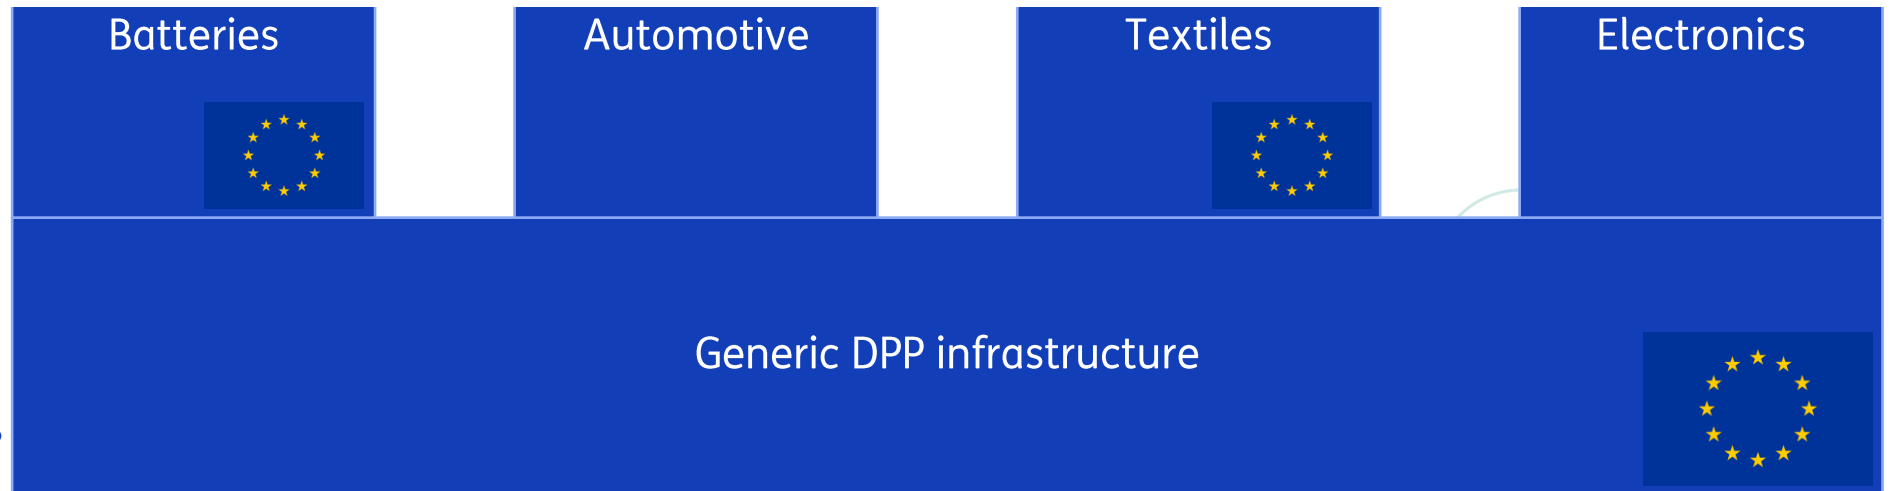 Batteries
Automotive
Textiles
Electronics
Generic DPP infrastructure